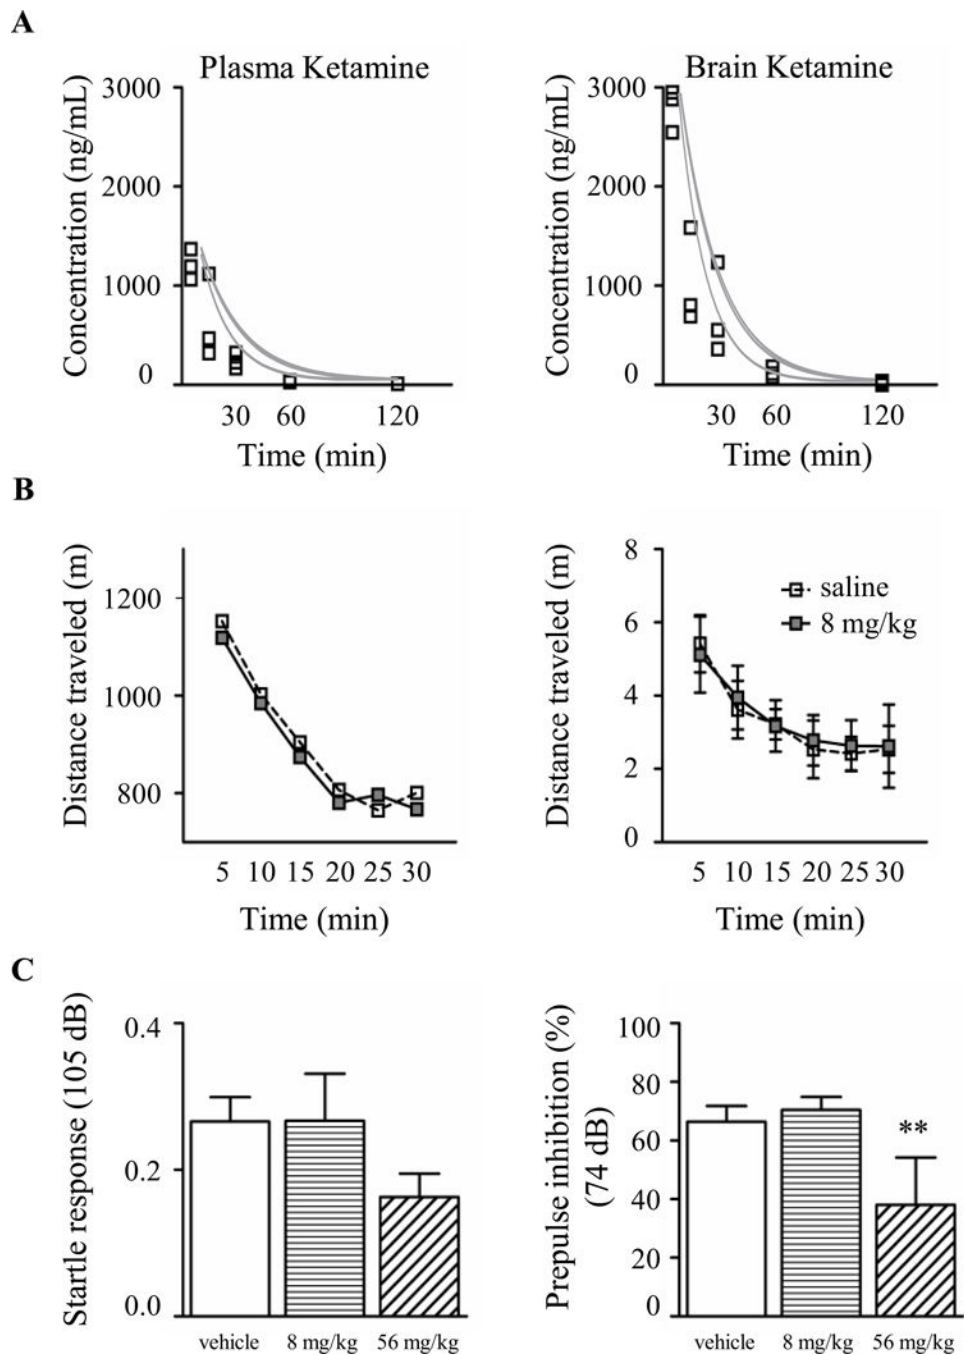 A
Plasma Ketamine
Concentration (ng/mL)
3000
2000
1000
0
30 60 120
Time (min)
Brain Ketamine
Concentration (ng/mL)
3000
2000
1000
0
30 60 120
Time (min)
B
Distance traveled (m)
1200
1000
800
5 10 15 20 25 30
Time (min)
Distance traveled (m)
8
6
4
2
0
saline
8 mg/kg
5 10 15 20 25 30
Time (min)
C
Startle response (105 dB)
0.4
0.2
0.0
vehicle 8 mg/kg 56 mg/kg
Prepulse inhibition (%)
(74 dB)
100
80
60
40
20
0
**
vehicle 8 mg/kg 56 mg/kg